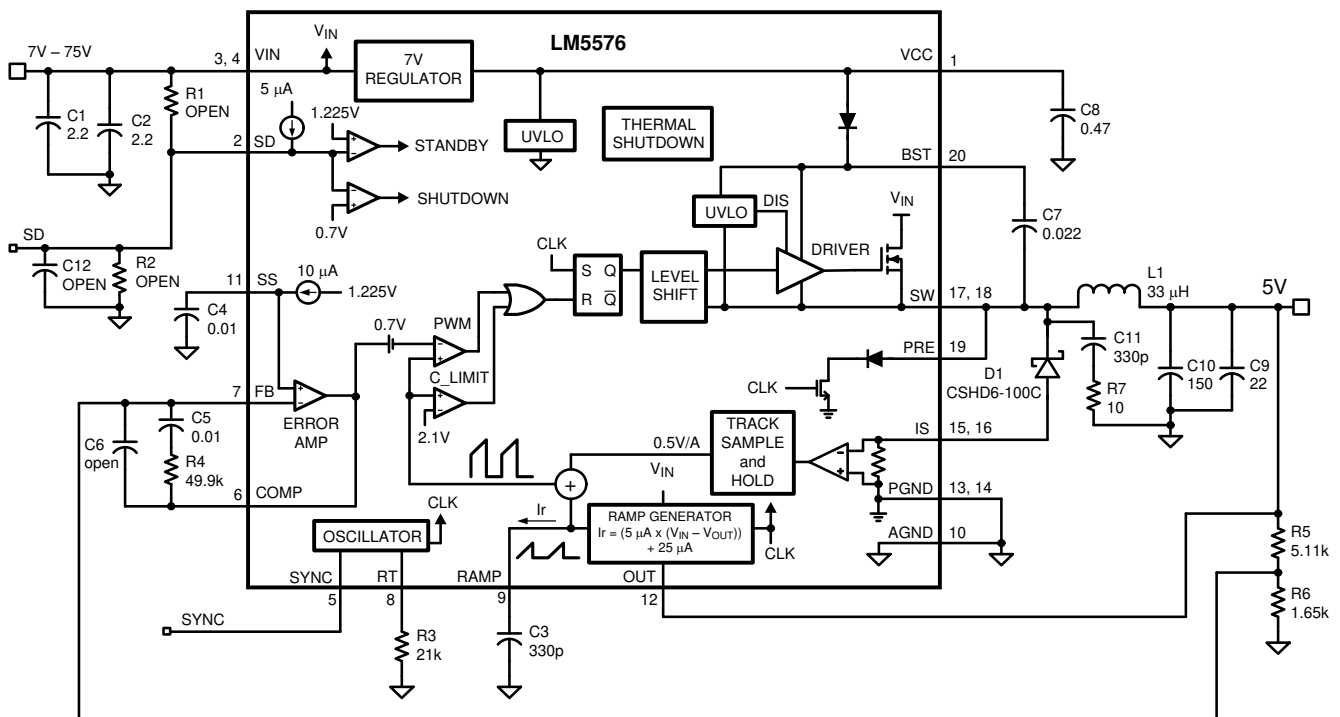 LM5576
7V – 75V
3, 4
VIN
V_IN
7V
REGULATOR
VCC
1
R1
OPEN
C1
2.2
C2
2.2
5 µA
1.225V
2
SD
STANDBY
SHUTDOWN
0.7V
UVLO
THERMAL
SHUTDOWN
C8
0.47
BST
20
V_IN
UVLO
DIS
DRIVER
C7
0.022
SD
C12
OPEN
R2
OPEN
11
SS
10 µA
1.225V
CLK
S
Q
R
Q̅
LEVEL
SHIFT
SW
17, 18
L1
33 µH
5V
C4
0.01
0.7V
PWM
C_LIMIT
2.1V
PRE
19
CLK
C11
330p
R7
10
D1
CSHD6-100C
C10
150
C9
22
7
FB
ERROR
AMP
C5
0.01
C6
open
R4
49.9k
6
COMP
0.5V/A
TRACK
SAMPLE
and
HOLD
IS
15, 16
V_IN
+
Ir
RAMP GENERATOR
Ir = (5 µA x (V_IN – V_OUT))
+ 25 µA
CLK
PGND
13, 14
AGND
10
CLK
OSCILLATOR
SYNC
RT
RAMP
OUT
5
8
9
12
SYNC
R3
21k
C3
330p
R5
5.11k
R6
1.65k